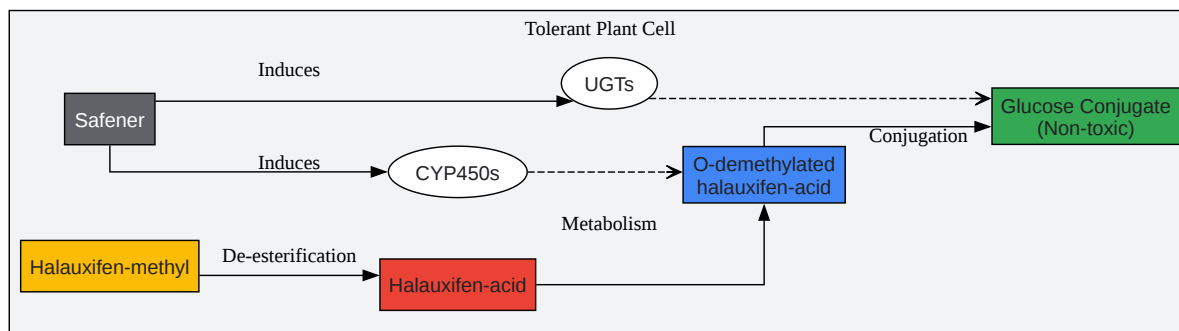 Tolerant Plant Cell
Induces
UGTs
Safener
Glucose Conjugate
(Non-toxic)
Conjugation
Induces
CYP450s
O-demethylated
halauxifen-acid
Metabolism
De-esterification
Halauxifen-methyl
Halauxifen-acid